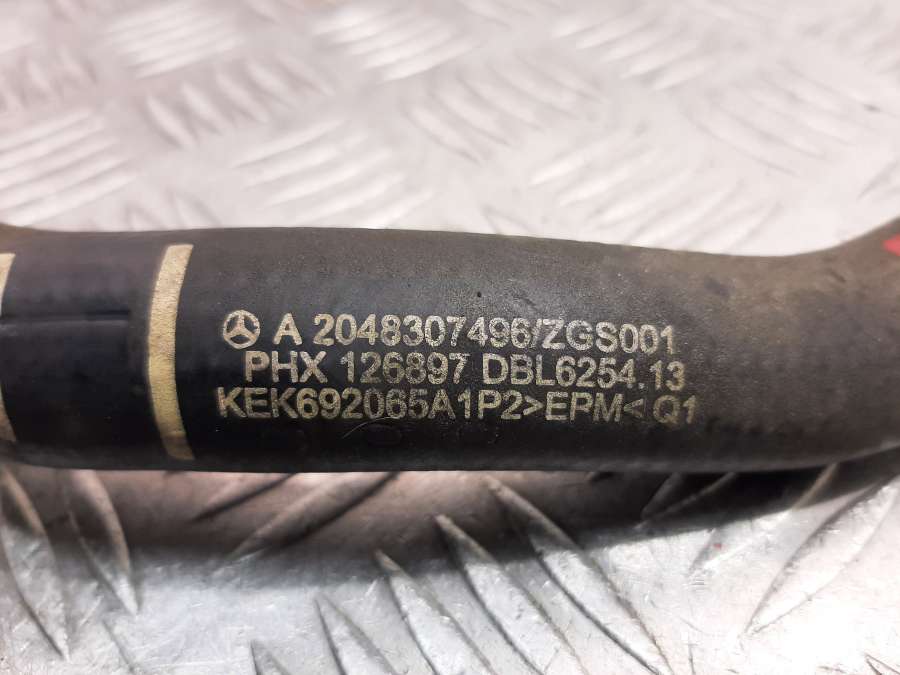 A 2048307496/ZGS001
PHX 126897 DBL6254.13
KEK692065A1P2>EPM< Q1